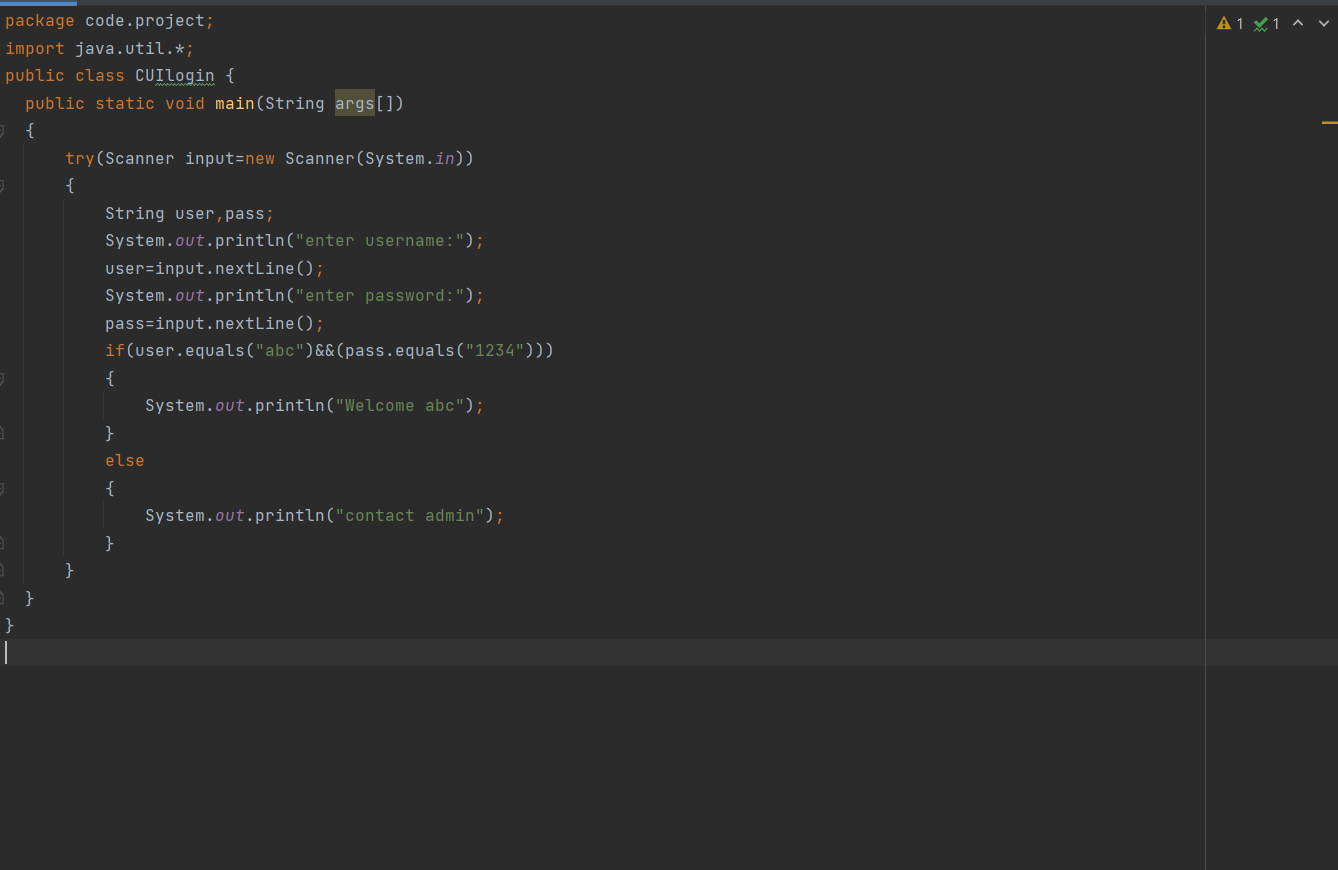 package code.project;
1 1
import java.util.*;
public class CUIlogin {
  public static void main(String args[])
  {
      try(Scanner input=new Scanner(System.in))
      {
          String user,pass;
          System.out.println("enter username:");
          user=input.nextLine();
          System.out.println("enter password:");
          pass=input.nextLine();
          if(user.equals("abc")&&(pass.equals("1234")))
          {
              System.out.println("Welcome abc");
          }
          else
          {
              System.out.println("contact admin");
          }
      }
  }
}